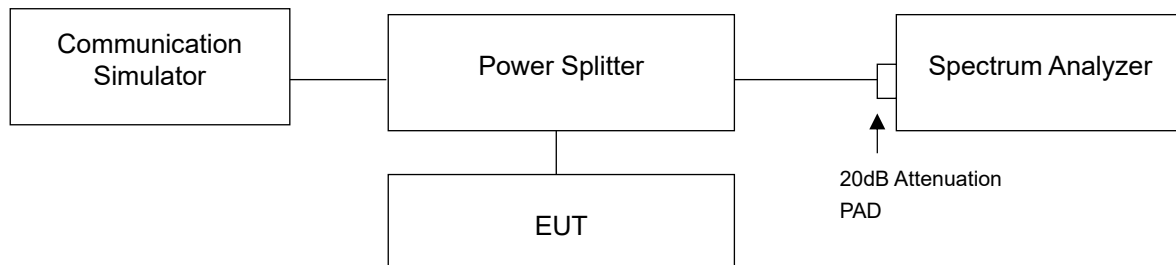 Communication
Simulator
Power Splitter
Spectrum Analyzer
20dB Attenuation
PAD
EUT